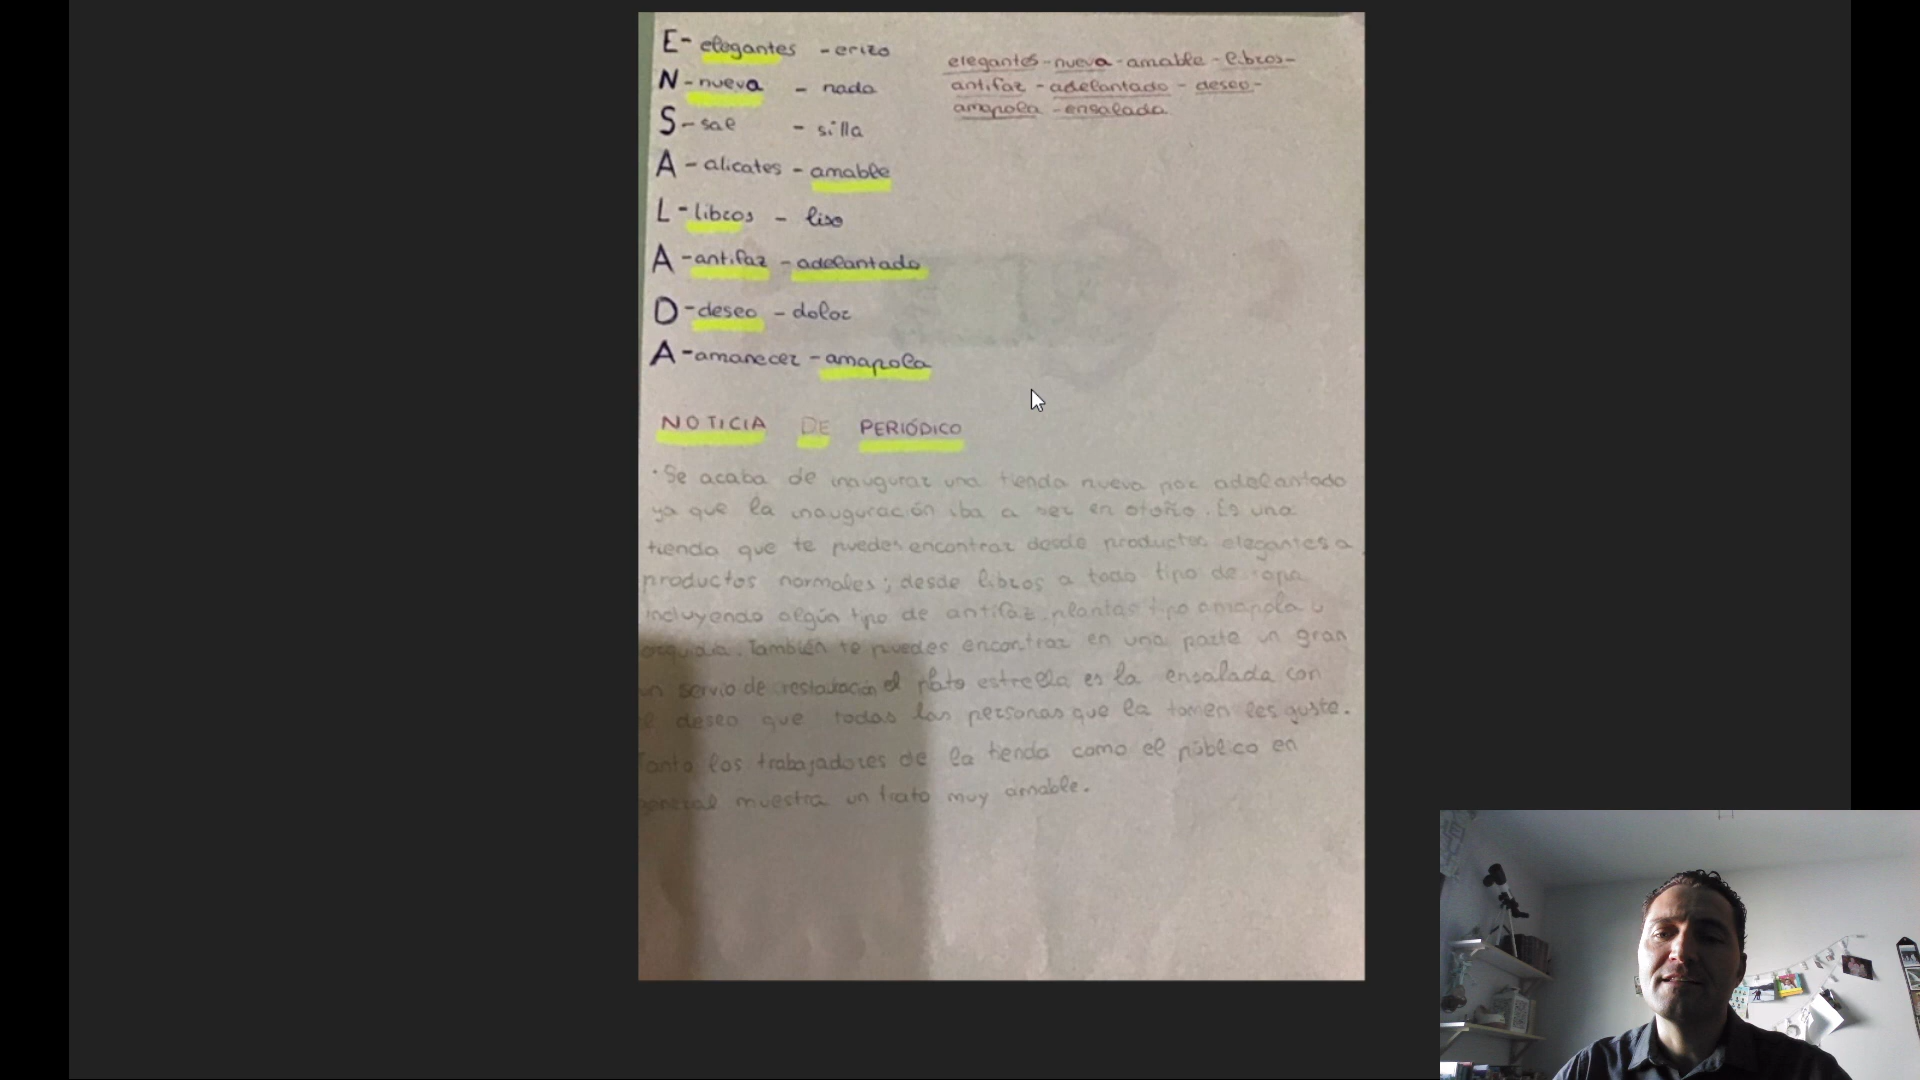 E- elegantes - erizo
N- nueva - nada
S- sal - silla
A- alicates - amable
L- libros - liso
A- antifaz - adelantado
D- deseo - dolor
A- amanecer - amapola
elegantes - nueva - amable - libros -
antifaz - adelantado - deseo -
amapola - ensalada
NOTICIA DE PERIÓDICO
·Se acaba de inaugurar una tienda nueva por adelantado
ya que la inauguración iba a ser en otoño. Es una
tienda que te puedes encontrar desde productos elegantes a
productos normales; desde libros a todo tipo de ropa
incluyendo algún tipo de antifaz, plantas tipo amapola u
También te puedes encontrar en una parte un gran
un servio de restauración el plato estrella es la ensalada con
el deseo que todas las personas que la tomen les guste.
Tanto los trabajadores de la tienda como el público en
general muestra un trato muy amable.